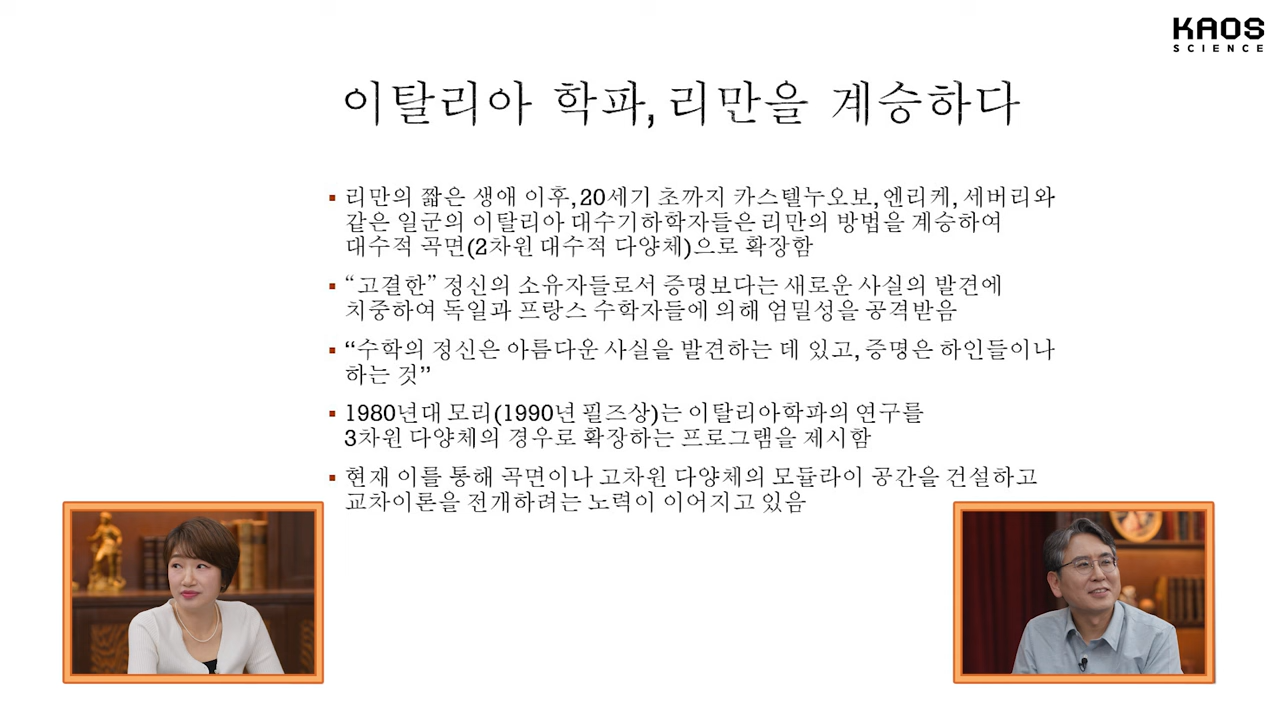 KAOS
SCIENCE
이탈리아 학파, 리만을 계승하다
▪ 리만의 짧은 생애 이후, 20세기 초까지 카스텔누오보, 엔리케, 세버리와
같은 일군의 이탈리아 대수기하학자들은 리만의 방법을 계승하여
대수적 곡면(2차원 대수적 다양체)으로 확장함
▪ “고결한” 정신의 소유자들로서 증명보다는 새로운 사실의 발견에
치중하여 독일과 프랑스 수학자들에 의해 엄밀성을 공격받음
▪ “수학의 정신은 아름다운 사실을 발견하는 데 있고, 증명은 하인들이나
하는 것”
▪ 1980년대 모리(1990년 필즈상)는 이탈리아학파의 연구를
3차원 다양체의 경우로 확장하는 프로그램을 제시함
▪ 현재 이를 통해 곡면이나 고차원 다양체의 모듈라이 공간을 건설하고
교차이론을 전개하려는 노력이 이어지고 있음